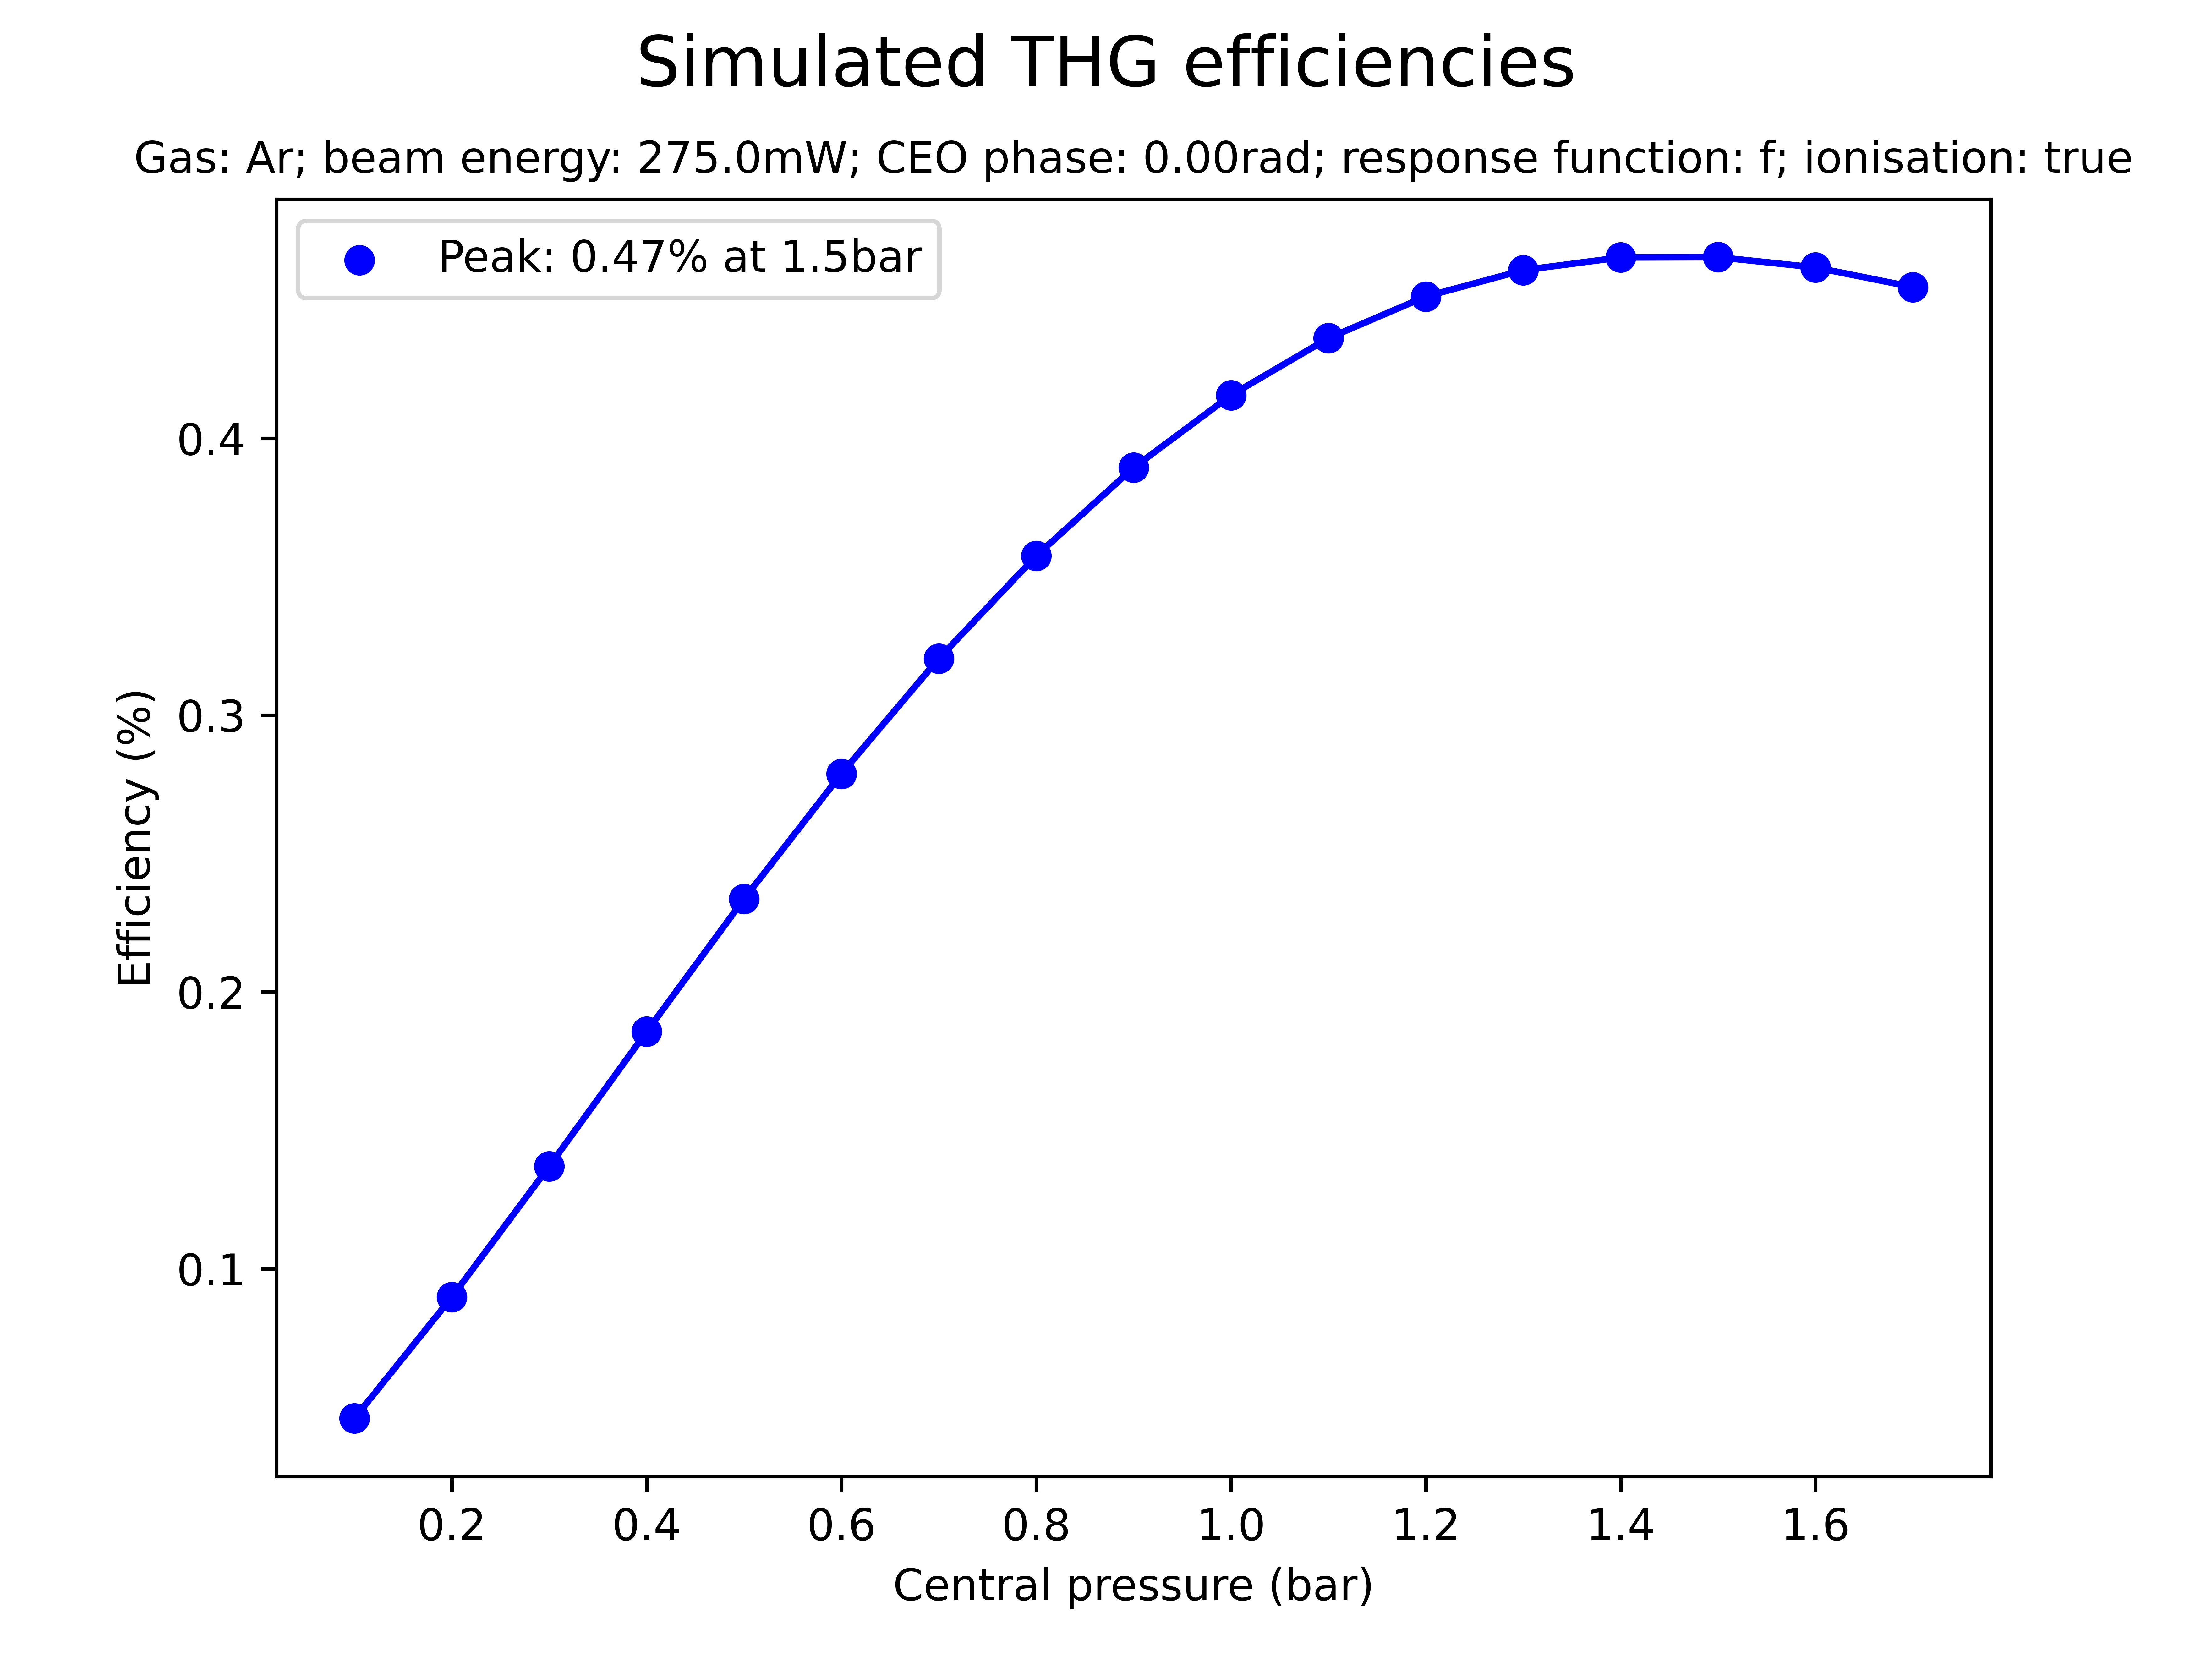 Simulated THG efficiencies
Gas: Ar; beam energy: 275.0mW; CEO phase: 0.00rad; response function: f; ionisation: true
Peak: 0.47% at 1.5bar
Efficiency (%)
0.4
0.3
0.2
0.1
0.2 0.4 0.6 0.8 1.0 1.2 1.4 1.6
Central pressure (bar)